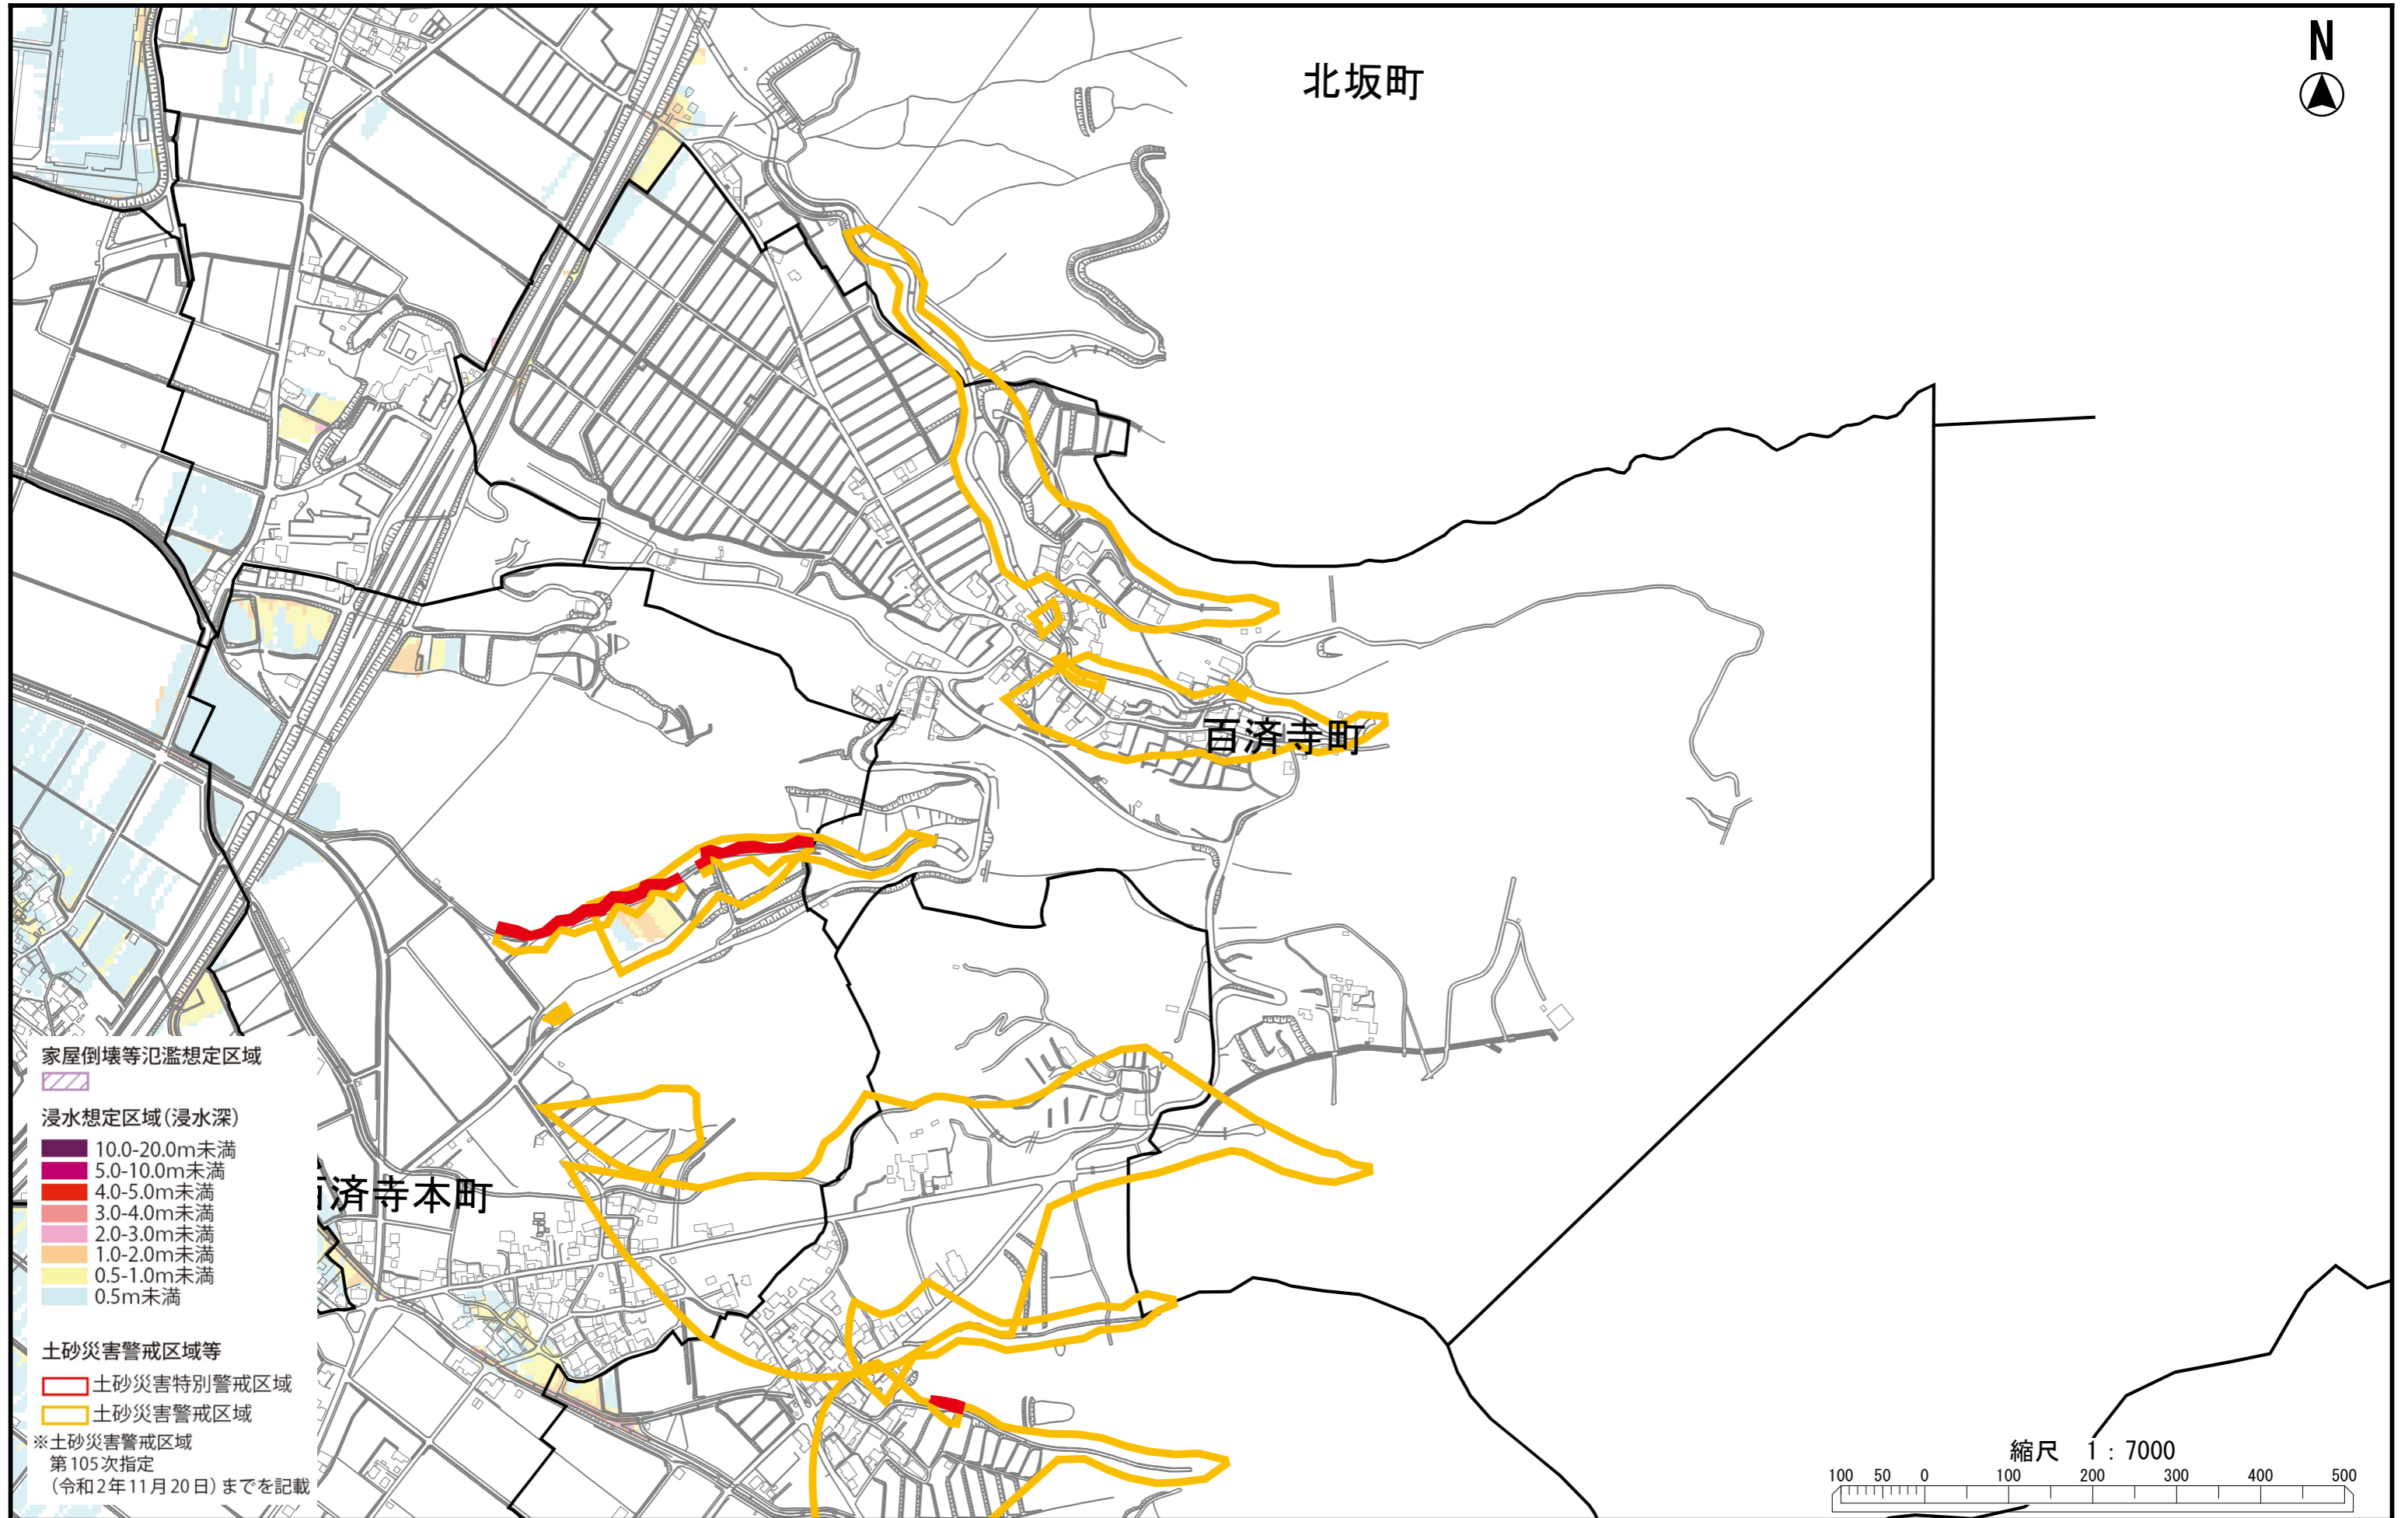 北坂町
N
百済寺町
済寺本町
家屋倒壊等氾濫想定区域
浸水想定区域(浸水深)
10.0-20.0m未満
5.0-10.0m未満
4.0-5.0m未満
3.0-4.0m未満
2.0-3.0m未満
1.0-2.0m未満
0.5-1.0m未満
0.5m未満
土砂災害警戒区域等
土砂災害特別警戒区域
土砂災害警戒区域
※土砂災害警戒区域
第105次指定
(令和2年11月20日)までを記載
縮尺 1:7000
100 50 0 100 200 300 400 500